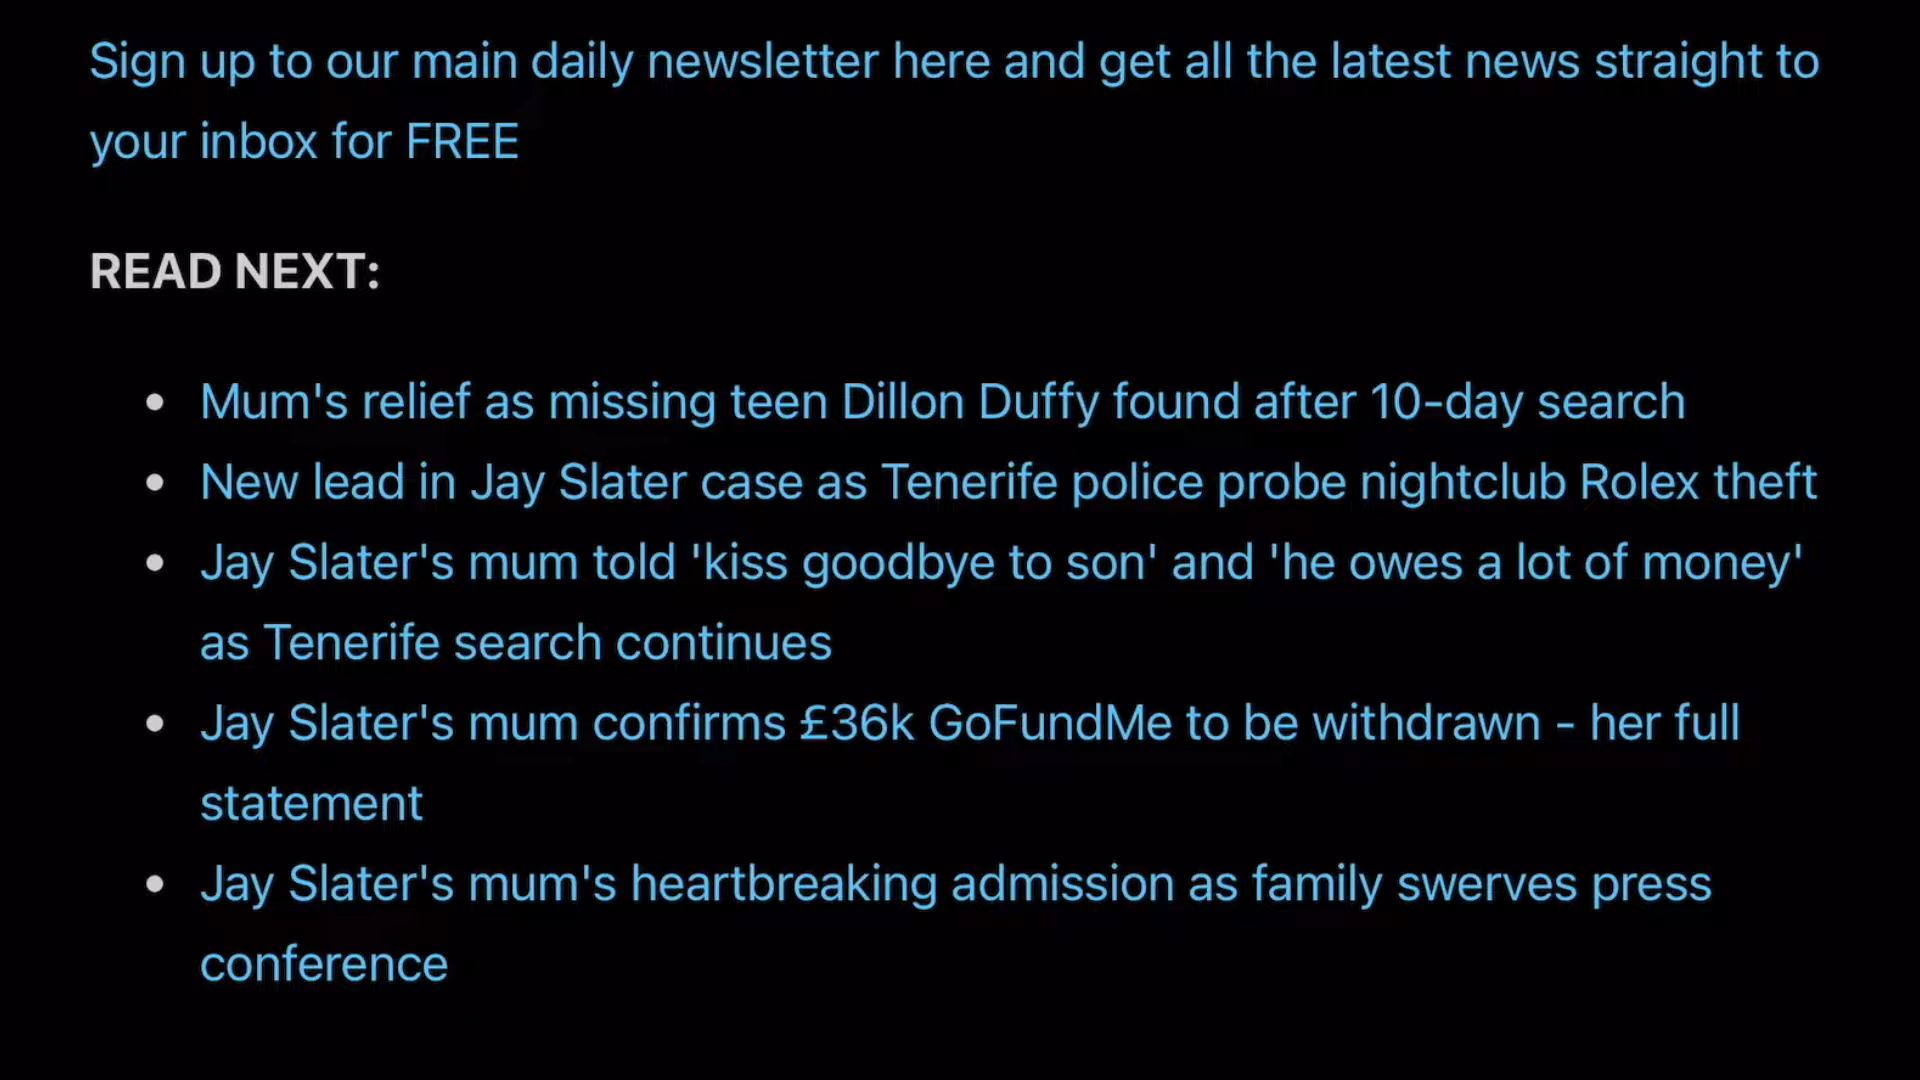 Sign up to our main daily newsletter here and get all the latest news straight to
your inbox for FREE
READ NEXT:
• Mum's relief as missing teen Dillon Duffy found after 10-day search
• New lead in Jay Slater case as Tenerife police probe nightclub Rolex theft
• Jay Slater's mum told 'kiss goodbye to son' and 'he owes a lot of money'
as Tenerife search continues
• Jay Slater's mum confirms £36k GoFundMe to be withdrawn - her full
statement
• Jay Slater's mum's heartbreaking admission as family swerves press
conference